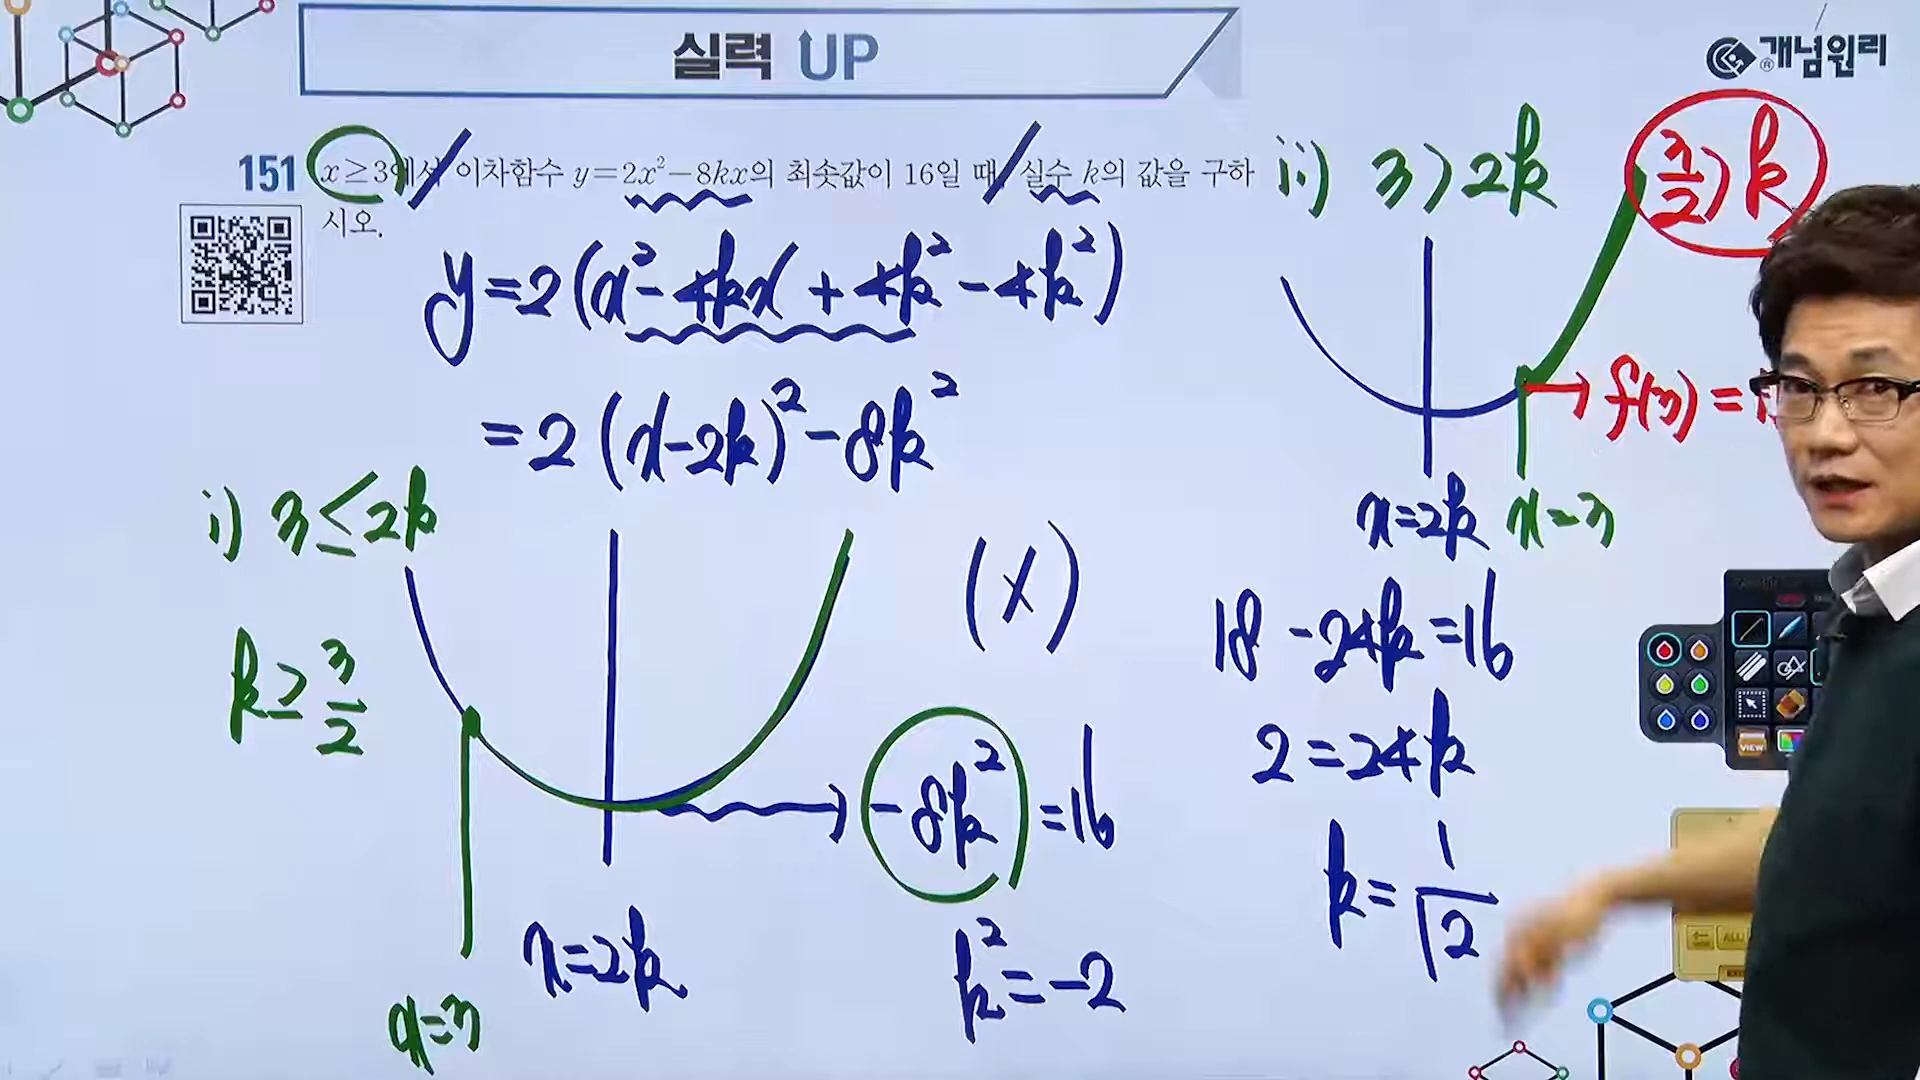 실력 UP
개념원리
151 x≥3에서 이차함수 y=2x²-8kx의 최솟값이 16일 때, 실수 k의 값을 구하
시오.
y=2(x²-4kx+4k²-4k²)
=2(x-2k)²-8k²
i) 3≤2k
k≥3/2
x=3
x=2k
(X)
-8k²=16
k²=-2
ii) 3>2k
3/2>k
f(3)=
x=2k
x=3
18-24k=16
2=24k
k=1/12
VIEW
ALL